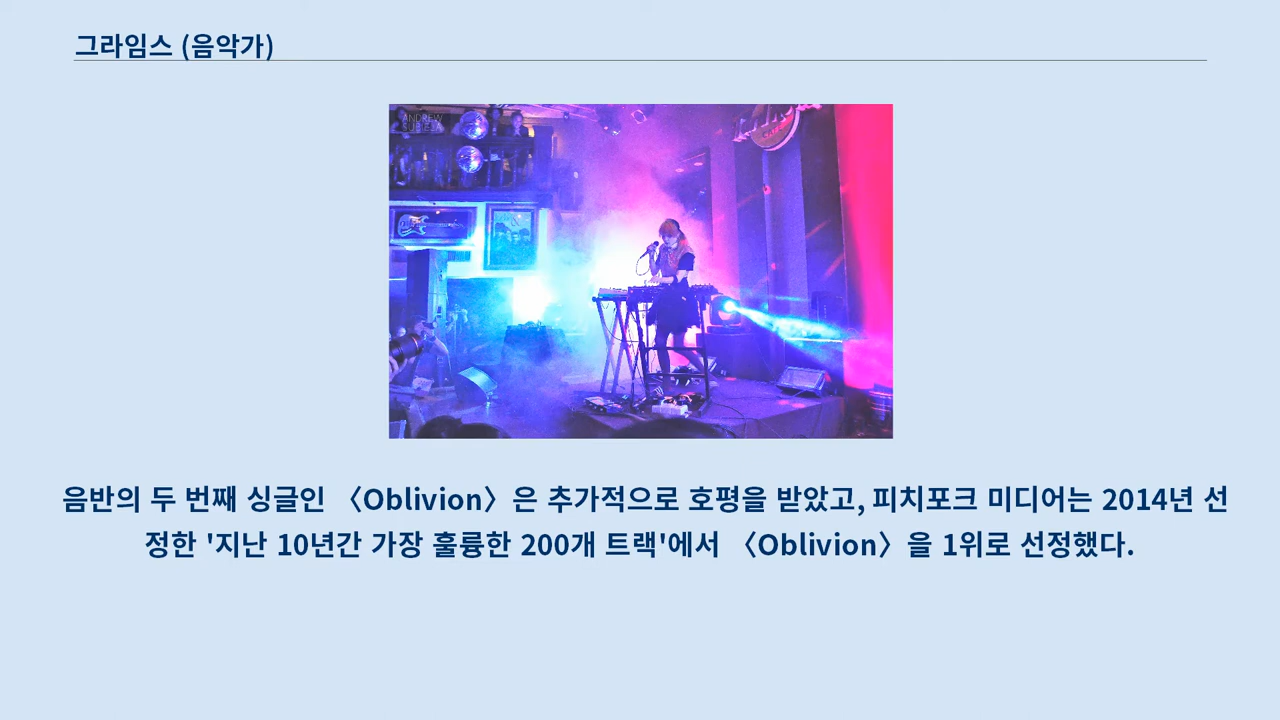 그라임스 (음악가)
ANDREW
음반의 두 번째 싱글인 〈Oblivion〉은 추가적으로 호평을 받았고, 피치포크 미디어는 2014년 선
정한 '지난 10년간 가장 훌륭한 200개 트랙'에서 〈Oblivion〉을 1위로 선정했다.